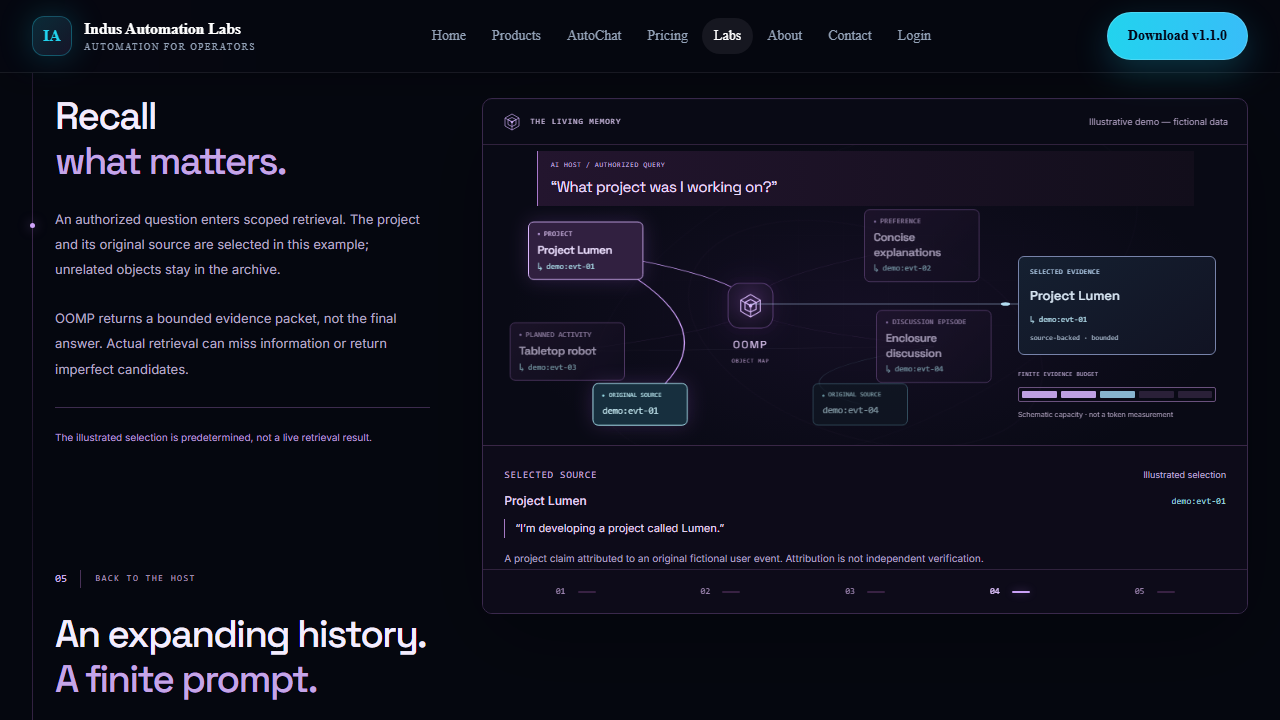 IA
Indus Automation Labs
AUTOMATION FOR OPERATORS
Home
Products
AutoChat
Pricing
Labs
About
Contact
Login
Download v1.1.0
Recall
what matters.
An authorized question enters scoped retrieval. The project
and its original source are selected in this example;
unrelated objects stay in the archive.
OOMP returns a bounded evidence packet, not the final
answer. Actual retrieval can miss information or return
imperfect candidates.
The illustrated selection is predetermined, not a live retrieval result.
05
BACK TO THE HOST
An expanding history.
A finite prompt.
THE LIVING MEMORY
Illustrative demo — fictional data
AI HOST / AUTHORIZED QUERY
“What project was I working on?”
PROJECT
Project Lumen
↳ demo:evt-01
PREFERENCE
Concise
explanations
↳ demo:evt-02
PLANNED ACTIVITY
Tabletop robot
↳ demo:evt-03
OOMP
OBJECT MAP
DISCUSSION EPISODE
Enclosure
discussion
↳ demo:evt-04
ORIGINAL SOURCE
demo:evt-01
ORIGINAL SOURCE
demo:evt-04
SELECTED EVIDENCE
Project Lumen
↳ demo:evt-01
source-backed · bounded
FINITE EVIDENCE BUDGET
Schematic capacity · not a token measurement
SELECTED SOURCE
Illustrated selection
Project Lumen
demo:evt-01
“I’m developing a project called Lumen.”
A project claim attributed to an original fictional user event. Attribution is not independent verification.
01
02
03
04
05